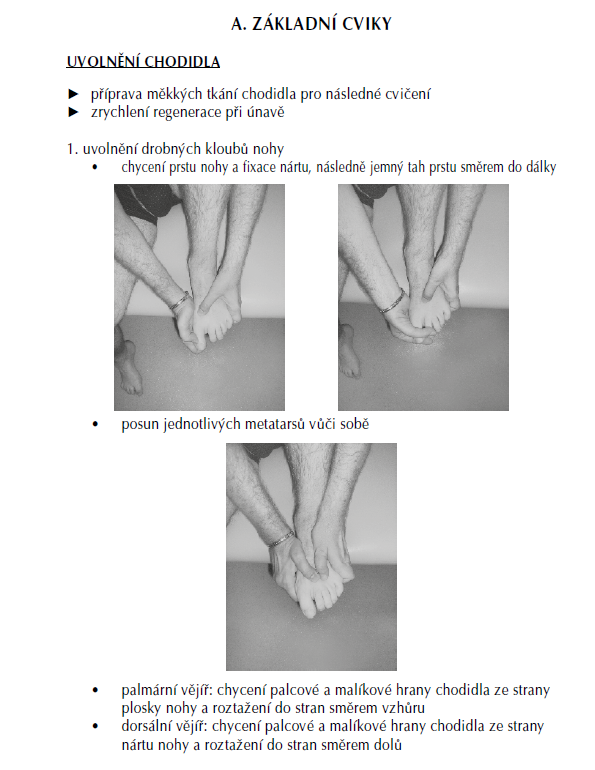 A. ZÁKLADNÍ CVIKY
UVOLNĚNÍ CHODIDLA
► příprava měkkých tkání chodidla pro následné cvičení
► zrychlení regenerace při únavě
1. uvolnění drobných kloubů nohy
• chycení prstu nohy a fixace nártu, následně jemný tah prstu směrem do dálky
• posun jednotlivých metatarsů vůči sobě
• palmární vějíř: chycení palcové a malíkové hrany chodidla ze strany
plosky nohy a roztažení do stran směrem vzhůru
• dorsální vějíř: chycení palcové a malíkové hrany chodidla ze strany
nártu nohy a roztažení do stran směrem dolů